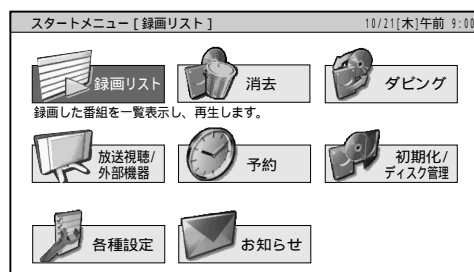 スタートメニュー [ 録画リスト ]
10/21[木]午前 9:00
録画リスト
消去
ダビング
録画した番組を一覧表示し、再生します。
放送視聴/
外部機器
予約
初期化/
ディスク管理
各種設定
お知らせ